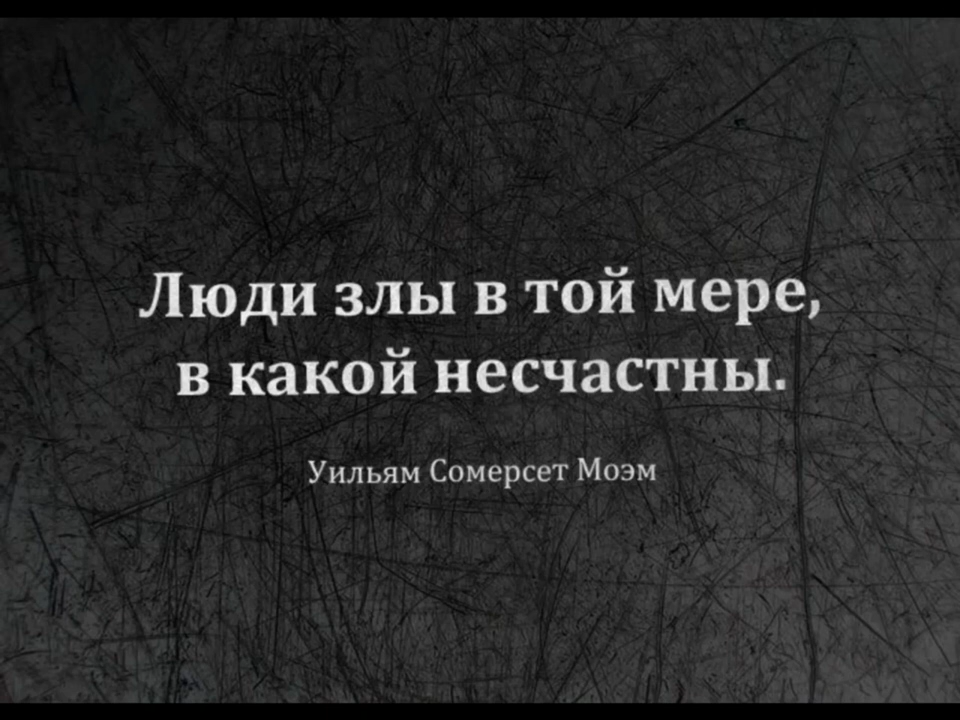 Люди злы в той мере,
в какой несчастны.
Уильям Сомерсет Моэм